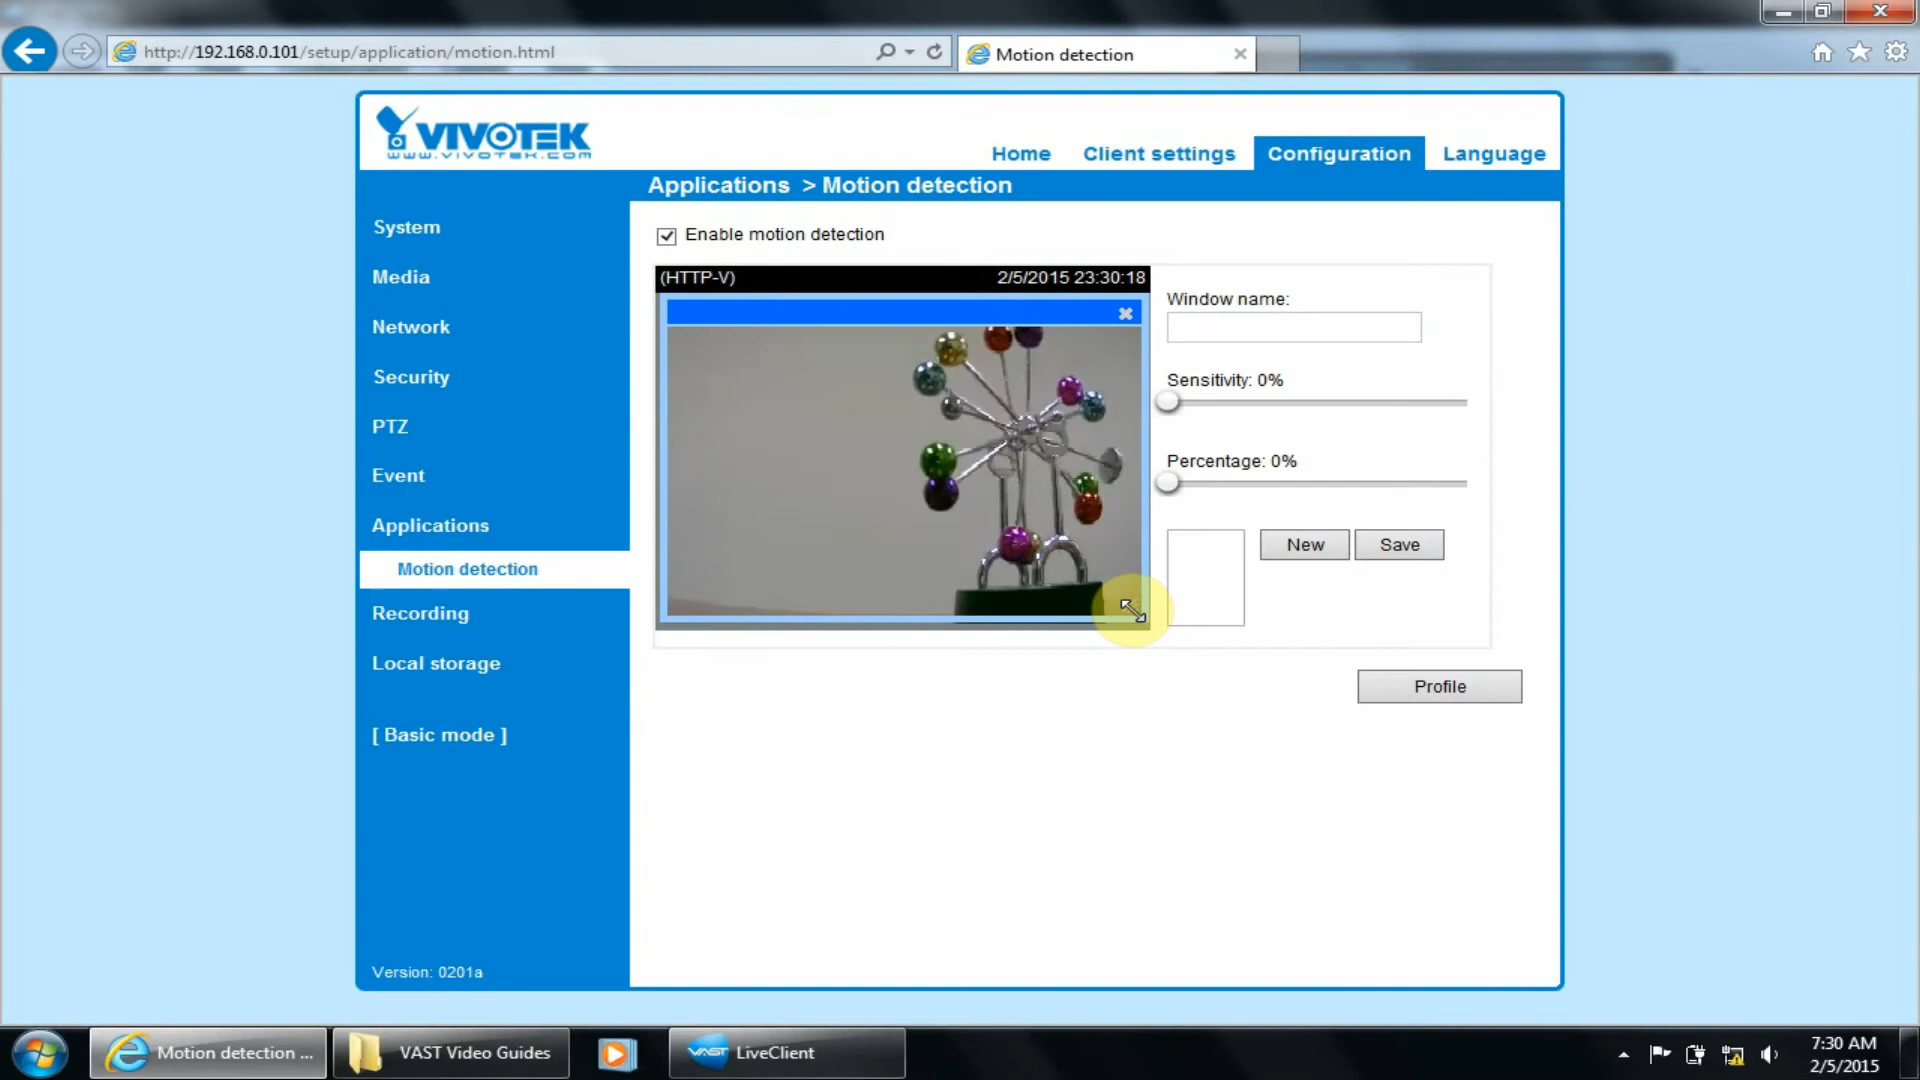 http://192.168.0.101/setup/application/motion.html
Motion detection
VIVOTEK
www.vivotek.com
Home
Client settings
Configuration
Language
Applications > Motion detection
System
Media
Network
Security
PTZ
Event
Applications
Motion detection
Recording
Local storage
[ Basic mode ]
Version: 0201a
Enable motion detection
(HTTP-V)
2/5/2015 23:30:18
Window name:
Sensitivity: 0%
Percentage: 0%
New
Save
Profile
Motion detection ...
VAST Video Guides
VAST
LiveClient
7:30 AM
2/5/2015